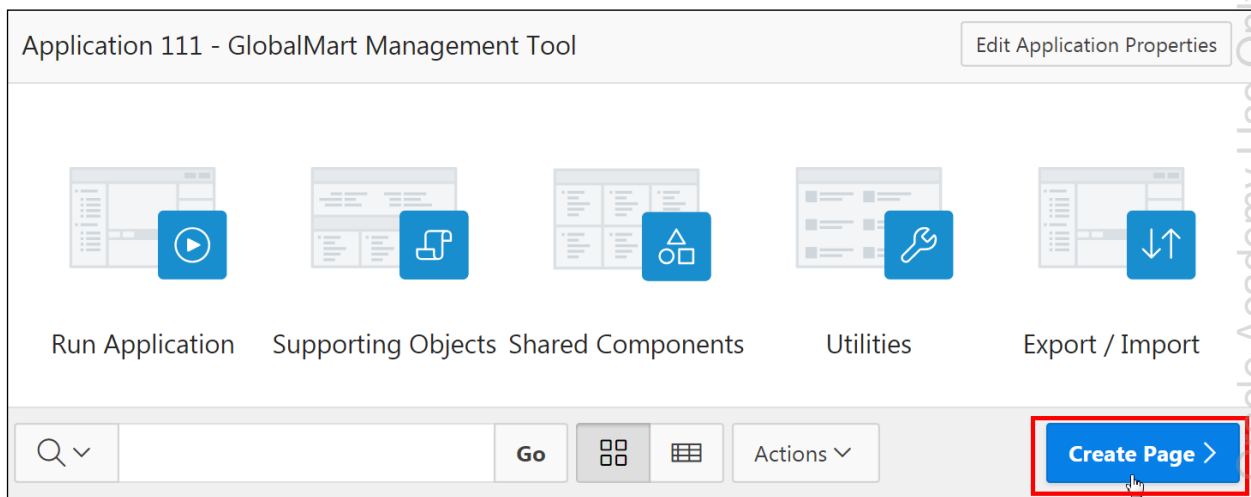 Application 111 - GlobalMart Management Tool
Edit Application Properties
Run Application
Supporting Objects
Shared Components
Utilities
Export / Import
Go
Actions
Create Page